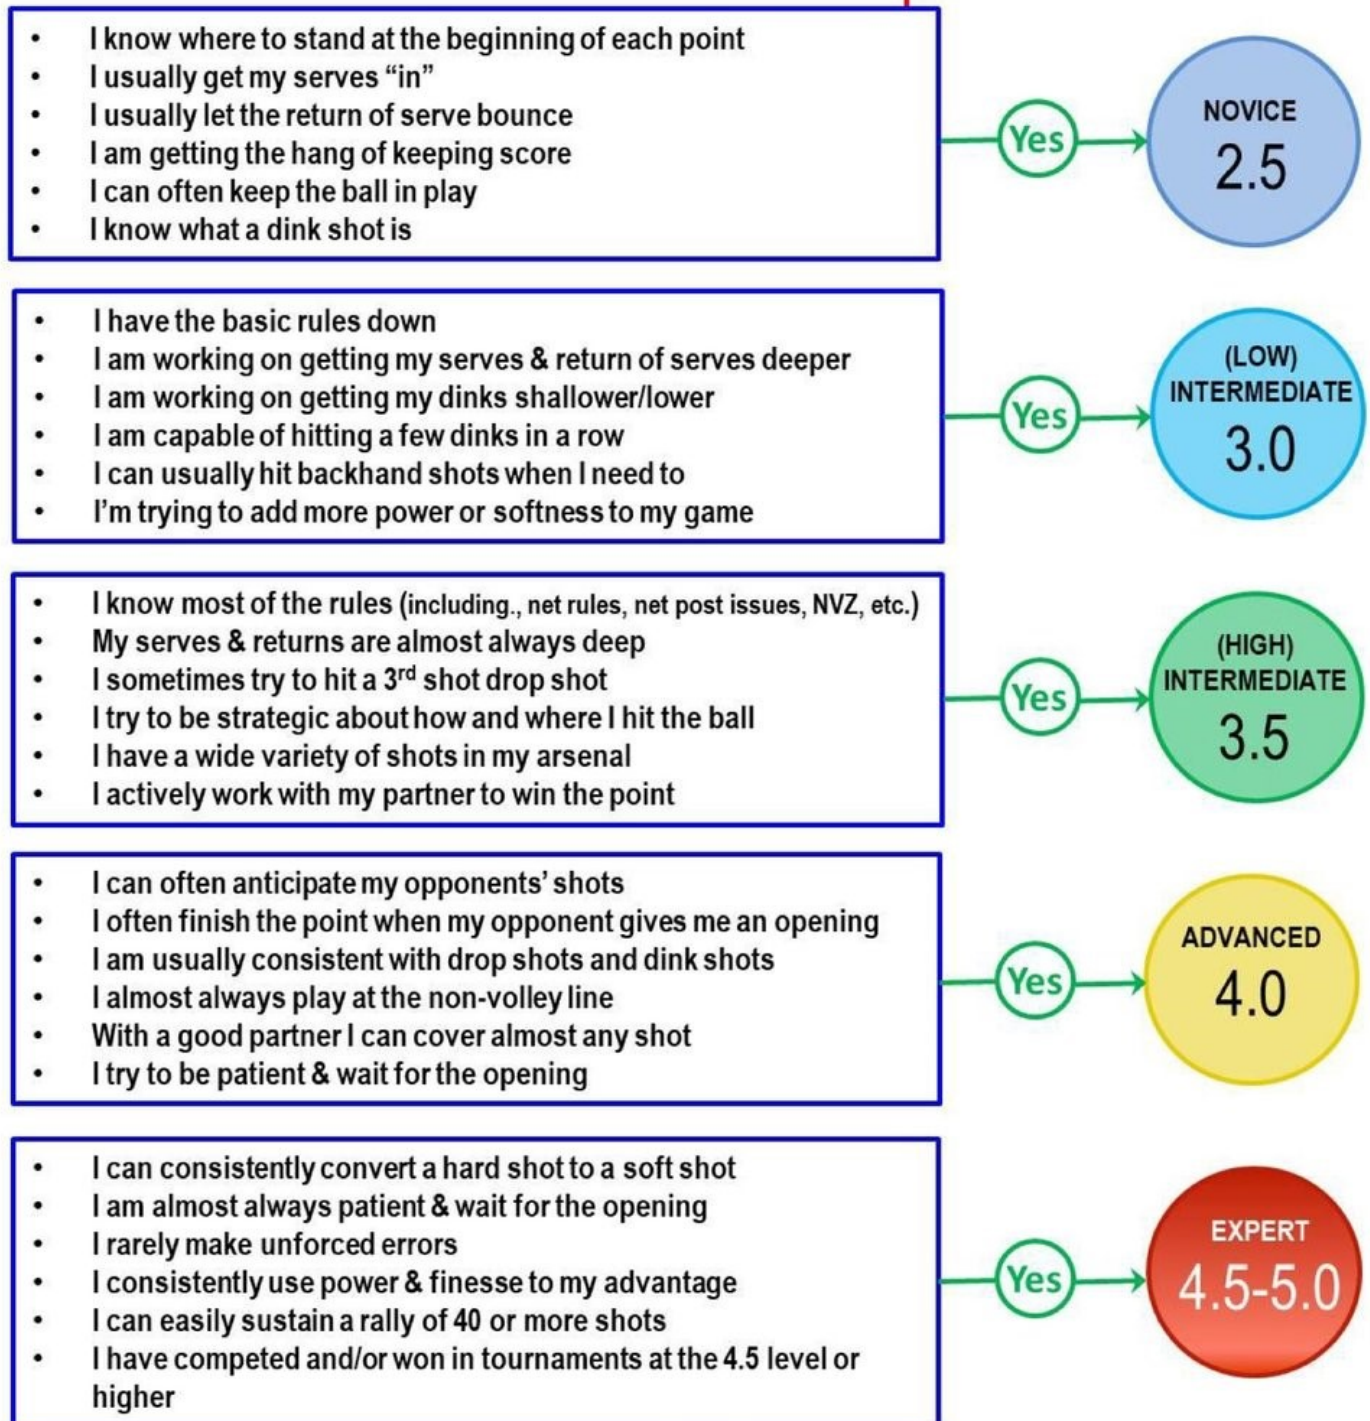 • I know where to stand at the beginning of each point
• I usually get my serves “in”
• I usually let the return of serve bounce
• I am getting the hang of keeping score
• I can often keep the ball in play
• I know what a dink shot is
Yes
NOVICE
2.5
• I have the basic rules down
• I am working on getting my serves & return of serves deeper
• I am working on getting my dinks shallower/lower
• I am capable of hitting a few dinks in a row
• I can usually hit backhand shots when I need to
• I’m trying to add more power or softness to my game
Yes
(LOW)
INTERMEDIATE
3.0
• I know most of the rules (including., net rules, net post issues, NVZ, etc.)
• My serves & returns are almost always deep
• I sometimes try to hit a 3rd shot drop shot
• I try to be strategic about how and where I hit the ball
• I have a wide variety of shots in my arsenal
• I actively work with my partner to win the point
Yes
(HIGH)
INTERMEDIATE
3.5
• I can often anticipate my opponents’ shots
• I often finish the point when my opponent gives me an opening
• I am usually consistent with drop shots and dink shots
• I almost always play at the non-volley line
• With a good partner I can cover almost any shot
• I try to be patient & wait for the opening
Yes
ADVANCED
4.0
• I can consistently convert a hard shot to a soft shot
• I am almost always patient & wait for the opening
• I rarely make unforced errors
• I consistently use power & finesse to my advantage
• I can easily sustain a rally of 40 or more shots
• I have competed and/or won in tournaments at the 4.5 level or
higher
Yes
EXPERT
4.5-5.0